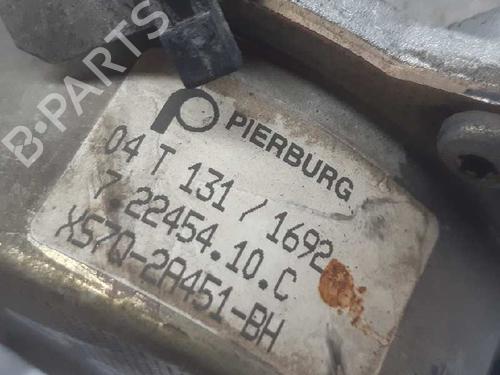 B-PARTS
PIERBURG
04 T 131 / 1692
7.22454.10.C
XS7Q-2A451-BH